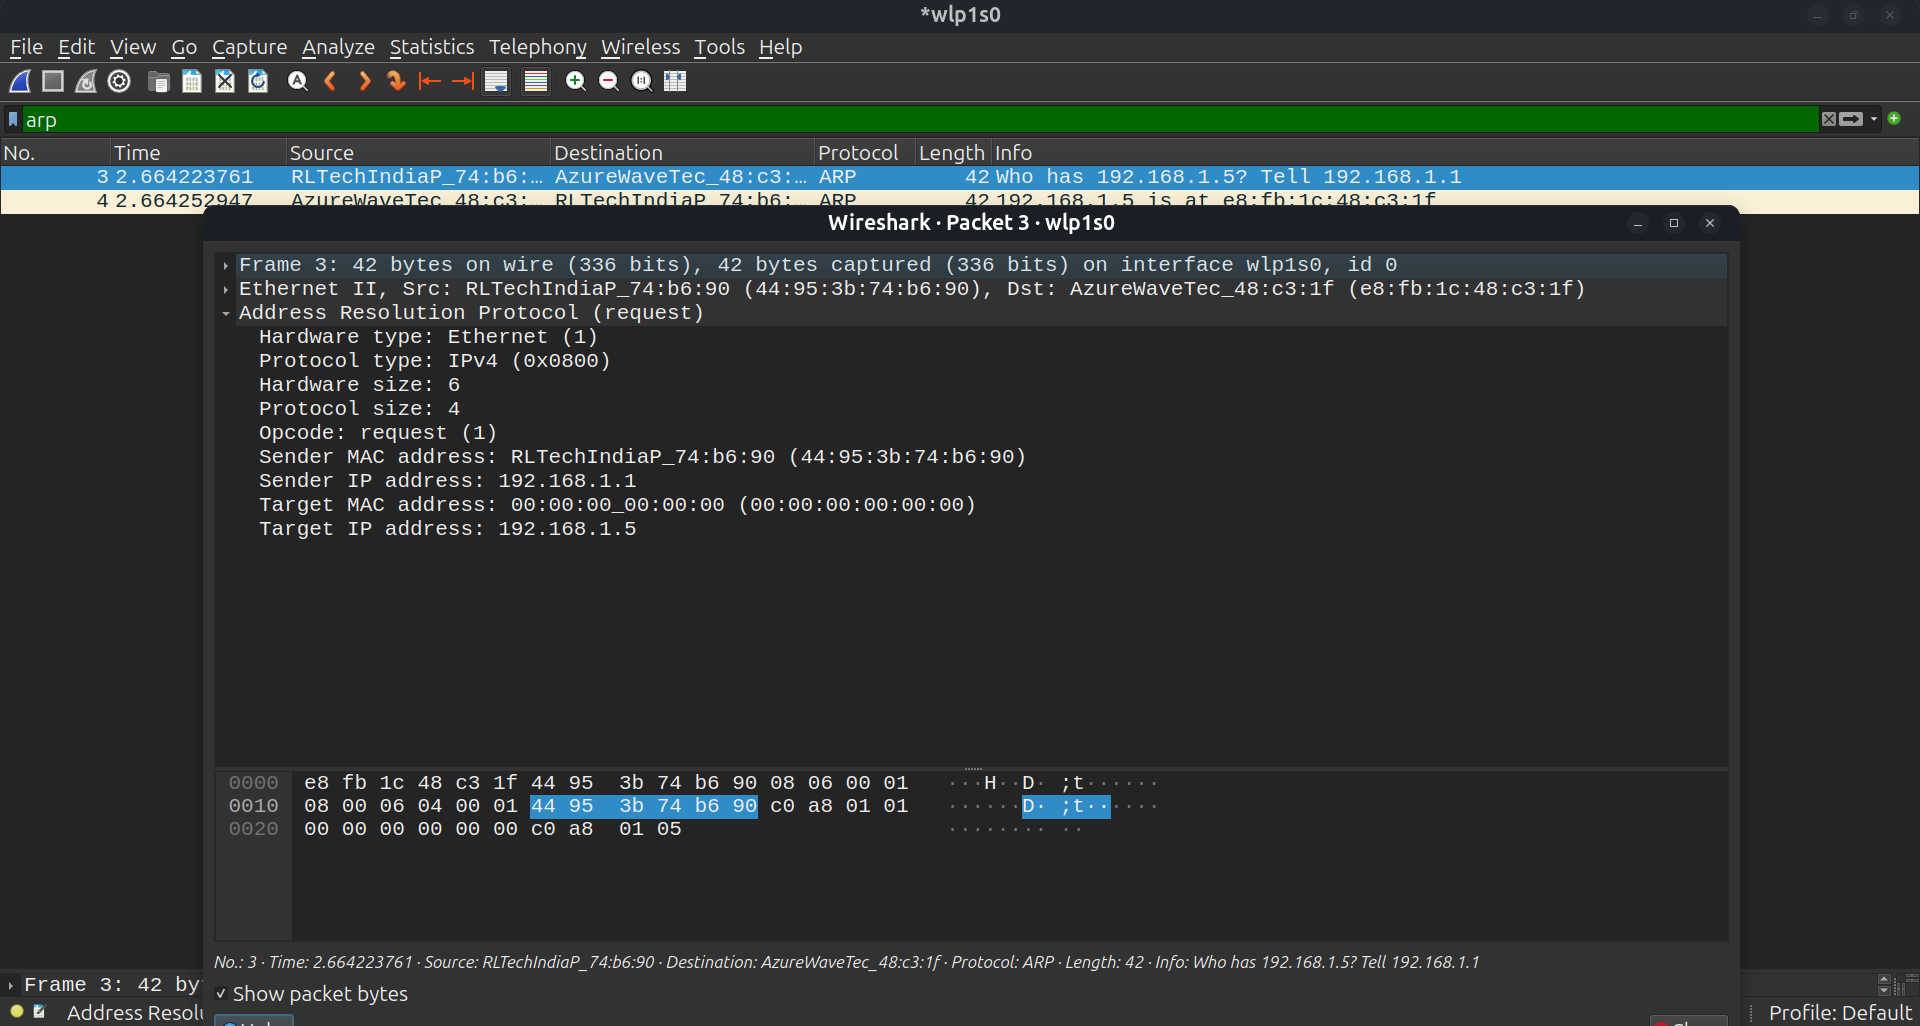 *wlp1s0
File Edit View Go Capture Analyze Statistics Telephony Wireless Tools Help
arp
No. Time Source Destination Protocol Length Info
3 2.664223761 RLTechIndiaP_74:b6:… AzureWaveTec_48:c3:… ARP 42 Who has 192.168.1.5? Tell 192.168.1.1
4 2.664252947 AzureWaveTec_48:c3:… RLTechIndiaP_74:b6:… ARP 42 192.168.1.5 is at e8:fb:1c:48:c3:1f
Wireshark · Packet 3 · wlp1s0
Frame 3: 42 bytes on wire (336 bits), 42 bytes captured (336 bits) on interface wlp1s0, id 0
Ethernet II, Src: RLTechIndiaP_74:b6:90 (44:95:3b:74:b6:90), Dst: AzureWaveTec_48:c3:1f (e8:fb:1c:48:c3:1f)
Address Resolution Protocol (request)
Hardware type: Ethernet (1)
Protocol type: IPv4 (0x0800)
Hardware size: 6
Protocol size: 4
Opcode: request (1)
Sender MAC address: RLTechIndiaP_74:b6:90 (44:95:3b:74:b6:90)
Sender IP address: 192.168.1.1
Target MAC address: 00:00:00_00:00:00 (00:00:00:00:00:00)
Target IP address: 192.168.1.5
0000 e8 fb 1c 48 c3 1f 44 95 3b 74 b6 90 08 06 00 01 ···H··D· ;t······
0010 08 00 06 04 00 01 44 95 3b 74 b6 90 c0 a8 01 01 ······D· ;t······
0020 00 00 00 00 00 00 c0 a8 01 05 ········ ··
No.: 3 · Time: 2.664223761 · Source: RLTechIndiaP_74:b6:90 · Destination: AzureWaveTec_48:c3:1f · Protocol: ARP · Length: 42 · Info: Who has 192.168.1.5? Tell 192.168.1.1
Show packet bytes
Frame 3: 42 by
Address Resolu
Profile: Default